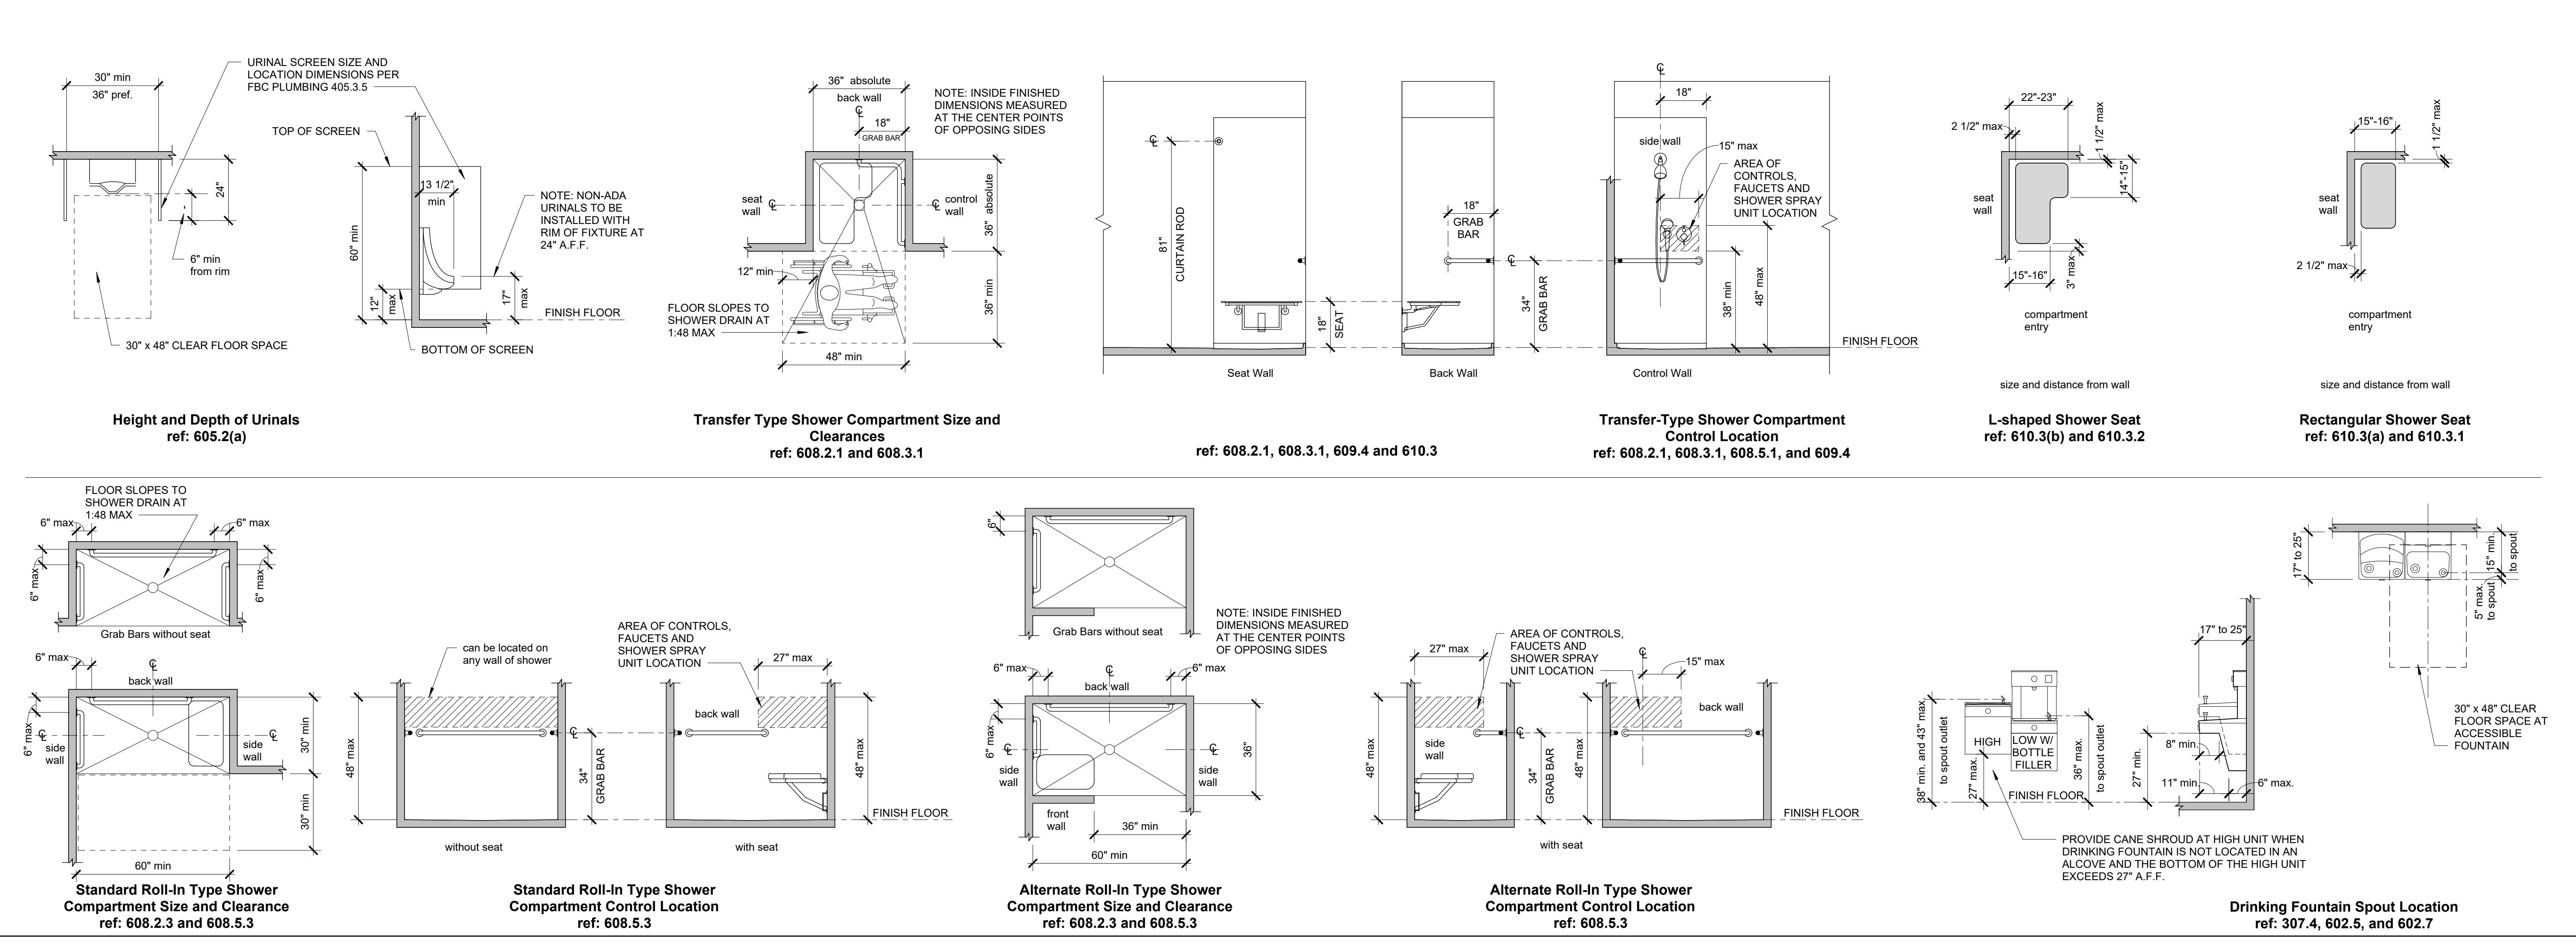 30" min
36" pref.
URINAL SCREEN SIZE AND
LOCATION DIMENSIONS PER
FBC PLUMBING 405.3.5
24"
6" min
from rim
30" x 48" CLEAR FLOOR SPACE
TOP OF SCREEN
13 1/2"
min
60" min
12"
max
17"
max
NOTE: NON-ADA
URINALS TO BE
INSTALLED WITH
RIM OF FIXTURE AT
24" A.F.F.
FINISH FLOOR
BOTTOM OF SCREEN
Height and Depth of Urinals
ref: 605.2(a)
36" absolute
back wall
18"
GRAB BAR
NOTE: INSIDE FINISHED
DIMENSIONS MEASURED
AT THE CENTER POINTS
OF OPPOSING SIDES
seat
wall
control
wall
36" absolute
36" min
12" min
FLOOR SLOPES TO
SHOWER DRAIN AT
1:48 MAX
48" min
Transfer Type Shower Compartment Size and
Clearances
ref: 608.2.1 and 608.3.1
81"
CURTAIN ROD
18"
SEAT
Seat Wall
18"
GRAB
BAR
34"
GRAB BAR
Back Wall
ref: 608.2.1, 608.3.1, 609.4 and 610.3
18"
side wall
15" max
AREA OF
CONTROLS,
FAUCETS AND
SHOWER SPRAY
UNIT LOCATION
38" min
48" max
FINISH FLOOR
Control Wall
Transfer-Type Shower Compartment
Control Location
ref: 608.2.1, 608.3.1, 608.5.1, and 609.4
22"-23"
2 1/2" max
1 1/2" max
14"-15"
seat
wall
15"-16"
3" max
compartment
entry
size and distance from wall
L-shaped Shower Seat
ref: 610.3(b) and 610.3.2
15"-16"
1 1/2" max
seat
wall
2 1/2" max
compartment
entry
size and distance from wall
Rectangular Shower Seat
ref: 610.3(a) and 610.3.1
FLOOR SLOPES TO
SHOWER DRAIN AT
1:48 MAX
6" max
6" max
6" max
6" max
Grab Bars without seat
6" max
back wall
6" max
side
wall
side
wall
30" min
30" min
60" min
Standard Roll-In Type Shower
Compartment Size and Clearance
ref: 608.2.3 and 608.5.3
can be located on
any wall of shower
48" max
34"
GRAB BAR
without seat
AREA OF CONTROLS,
FAUCETS AND
SHOWER SPRAY
UNIT LOCATION
27" max
back wall
48" max
FINISH FLOOR
with seat
Standard Roll-In Type Shower
Compartment Control Location
ref: 608.5.3
6"
Grab Bars without seat
NOTE: INSIDE FINISHED
DIMENSIONS MEASURED
AT THE CENTER POINTS
OF OPPOSING SIDES
6" max
6" max
back wall
6" max
side
wall
side
wall
36"
front
wall
36" min
60" min
Alternate Roll-In Type Shower
Compartment Size and Clearance
ref: 608.2.3 and 608.5.3
AREA OF CONTROLS,
FAUCETS AND
SHOWER SPRAY
UNIT LOCATION
27" max
15" max
side
wall
back wall
48" max
34"
GRAB BAR
48" max
FINISH FLOOR
with seat
Alternate Roll-In Type Shower
Compartment Control Location
ref: 608.5.3
17" to 25"
15" min.
to spout
5" max.
to spout
30" x 48" CLEAR
FLOOR SPACE AT
ACCESSIBLE
FOUNTAIN
38" min. and 43" max.
to spout outlet
27" max.
HIGH
LOW W/
BOTTLE
FILLER
36" max.
to spout outlet
FINISH FLOOR
17" to 25"
27" min.
8" min.
11" min.
6" max.
PROVIDE CANE SHROUD AT HIGH UNIT WHEN
DRINKING FOUNTAIN IS NOT LOCATED IN AN
ALCOVE AND THE BOTTOM OF THE HIGH UNIT
EXCEEDS 27" A.F.F.
Drinking Fountain Spout Location
ref: 307.4, 602.5, and 602.7